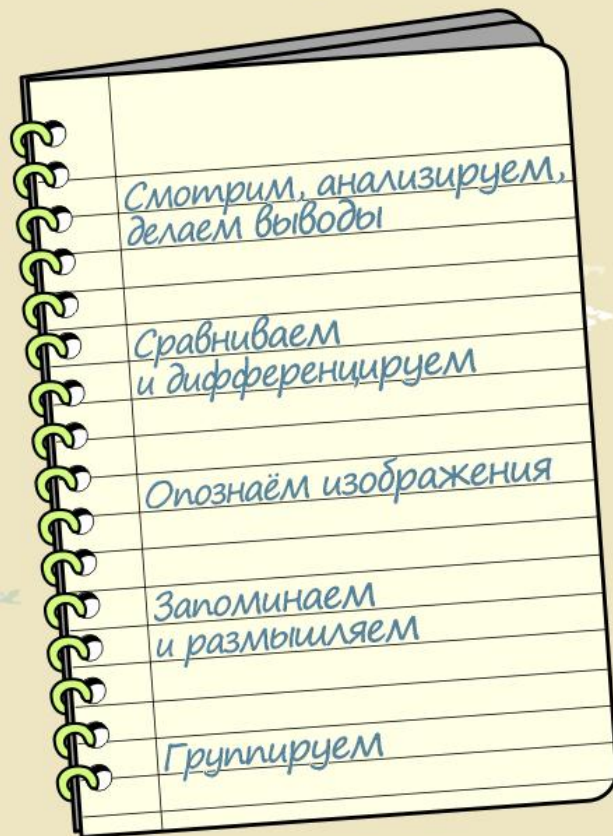 Смотрим, анализируем,
делаем выводы
Сравниваем
и дифференцируем
Опознаём изображения
Запоминаем
и размышляем
Группируем